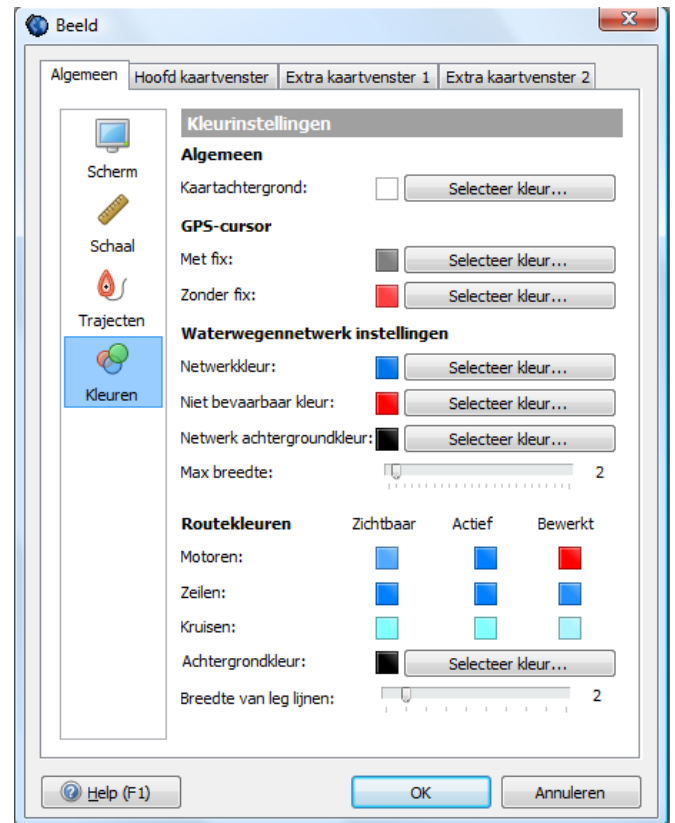 Beeld
Algemeen Hoofd kaartvenster Extra kaartvenster 1 Extra kaartvenster 2
Scherm
Schaal
Trajecten
Kleuren
Kleurinstellingen
Algemeen
Kaartachtergrond: Selecteer kleur...
GPS-cursor
Met fix: Selecteer kleur...
Zonder fix: Selecteer kleur...
Waterwegennetwerk instellingen
Netwerkkleur: Selecteer kleur...
Niet bevaarbaar kleur: Selecteer kleur...
Netwerk achtergroundkleur: Selecteer kleur...
Max breedte: 2
Routekleuren Zichtbaar Actief Bewerkt
Motoren:
Zeilen:
Kruisen:
Achtergrondkleur: Selecteer kleur...
Breedte van leg lijnen: 2
Help (F1) OK Annuleren